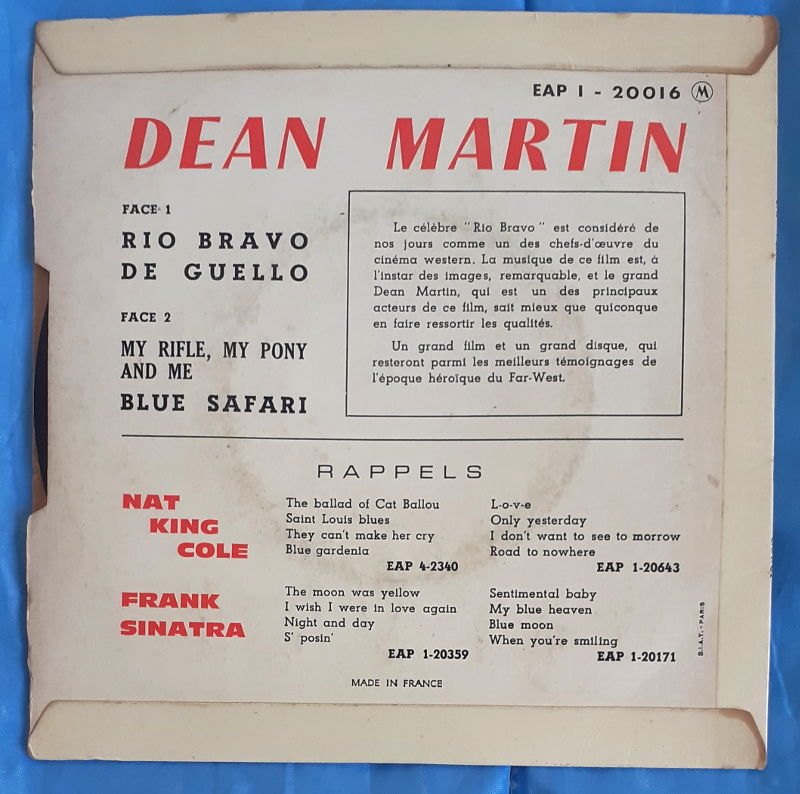 EAP 1 - 20016 M
DEAN MARTIN
FACE 1
RIO BRAVO
DE GUELLO
FACE 2
MY RIFLE, MY PONY
AND ME
BLUE SAFARI
Le célèbre "Rio Bravo" est considéré de
nos jours comme un des chefs-d'œuvre du
cinéma western. La musique de ce film est, à
l'instar des images, remarquable, et le grand
Dean Martin, qui est un des principaux
acteurs de ce film, sait mieux que quiconque
en faire ressortir les qualités.
Un grand film et un grand disque, qui
resteront parmi les meilleurs témoignages de
l'époque héroïque du Far-West.
RAPPELS
NAT
KING
COLE
The ballad of Cat Ballou
Saint Louis blues
They can't make her cry
Blue gardenia
EAP 4-2340
L-o-v-e
Only yesterday
I don't want to see to morrow
Road to nowhere
EAP 1-20643
FRANK
SINATRA
The moon was yellow
I wish I were in love again
Night and day
S' posin'
EAP 1-20359
Sentimental baby
My blue heaven
Blue moon
When you're smiling
EAP 1-20171
MADE IN FRANCE
S.I.A.T. - PARIS